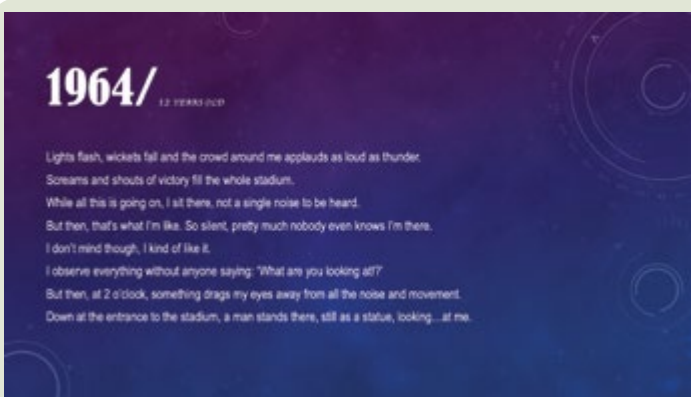 1964/ 12 YEARS OLD
Lights flash, wickets fall and the crowd around me applauds as loud as thunder.
Screams and shouts of victory fill the whole stadium.
While all this is going on, I sit there, not a single noise to be heard.
But then, that's what I'm like. So silent, pretty much nobody even knows I'm there.
I don't mind though, I kind of like it.
I observe everything without anyone saying: 'What are you looking at!?'
But then, at 2 o'clock, something drags my eyes away from all the noise and movement.
Down at the entrance to the stadium, a man stands there, still as a statue, looking…at me.